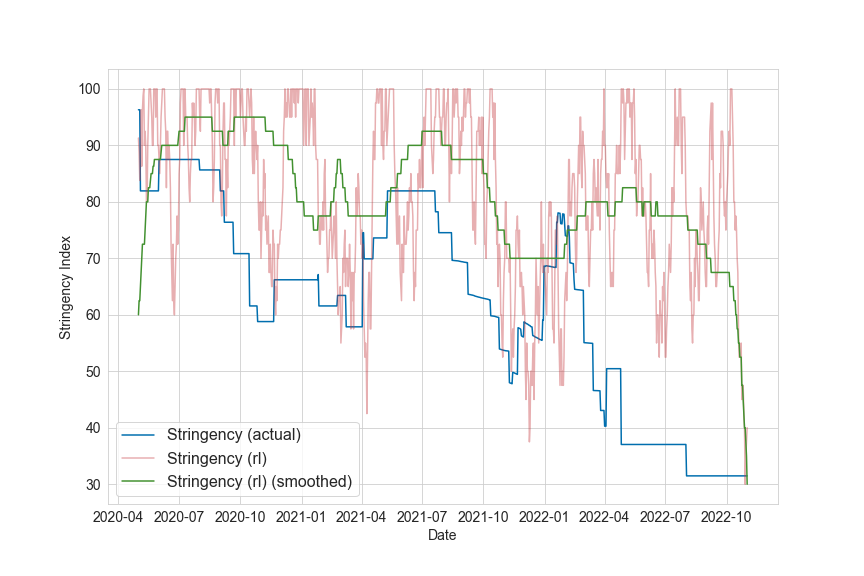 100
90
80
70
60
50
40
30
Stringency Index
Stringency (actual)
Stringency (rl)
Stringency (rl) (smoothed)
2020-04 2020-07 2020-10 2021-01 2021-04 2021-07 2021-10 2022-01 2022-04 2022-07 2022-10
Date